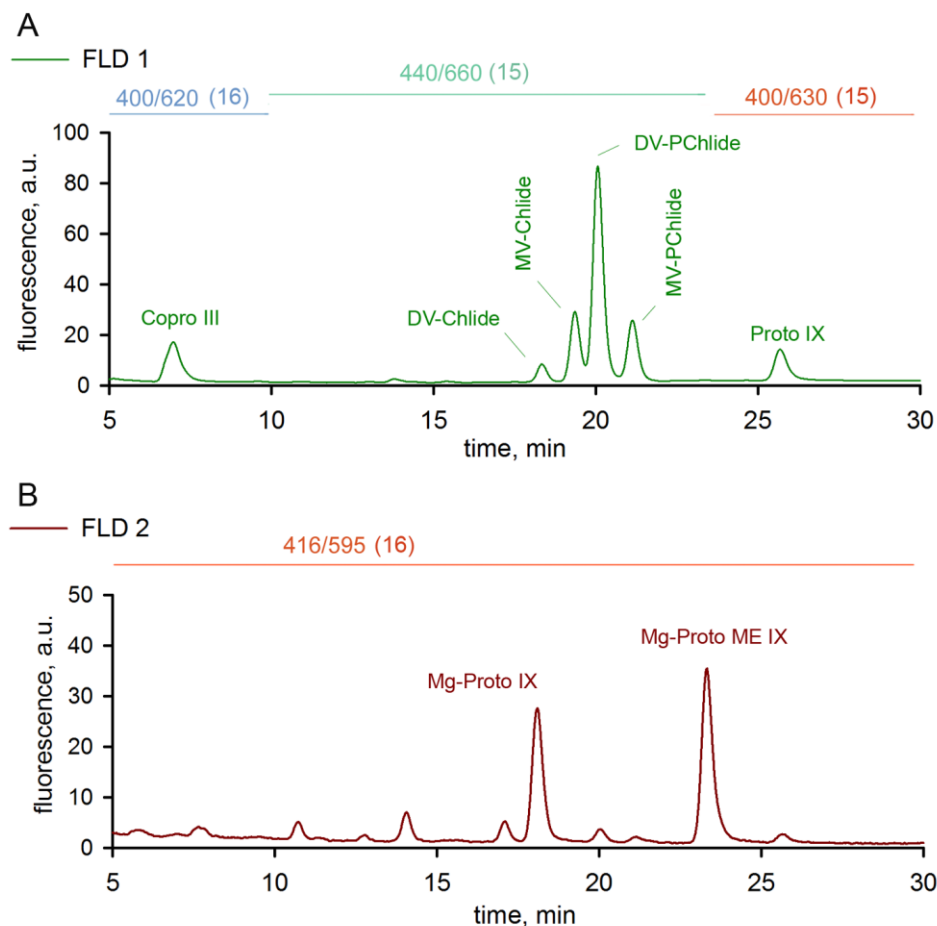 A
FLD 1
440/660 (15)
400/620 (16)
400/630 (15)
100
80
60
40
20
0
fluorescence, a.u.
Copro III
DV-Chlide
MV-Chlide
DV-PChlide
MV-PChlide
Proto IX
5 10 15 20 25 30
time, min
B
FLD 2
416/595 (16)
50
40
30
20
10
0
fluorescence, a.u.
Mg-Proto IX
Mg-Proto ME IX
5 10 15 20 25 30
time, min